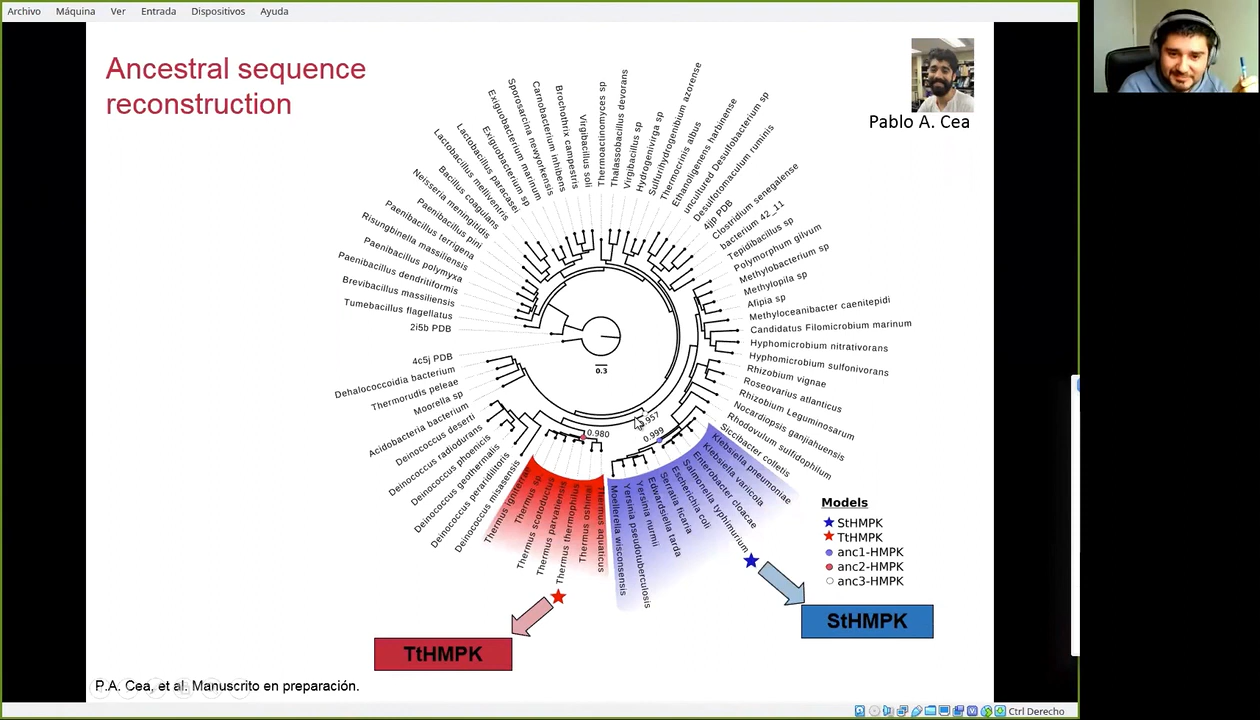 Archivo Máquina Ver Entrada Dispositivos Ayuda
Ancestral sequence
reconstruction
Pablo A. Cea
Exiguobacterium marinum
Sporosarcina newyorkensis
Carnobacterium inhibens
Brochothrix campestris
Virgibacillus soli
Thermoactinomyces sp
Thalassobacillus devorans
Virgibacillus sp
Hydrogenivirga sp
Sulfurihydrogenibium azorense
Thermocrinis albus
Ethanoligenens harbinense
uncultured Desulfobacterium sp
Desulfotomaculum ruminis
4jjp PDB
Clostridium senegalense
bacterium 42_11
Tepidibacillus sp
Polymorphum gilvum
Methylobacterium sp
Methylopila sp
Afipia sp
Methyloceanibacter caenitepidi
Candidatus Filomicrobium marinum
Hyphomicrobium nitrativorans
Hyphomicrobium sulfonivorans
Rhizobium vignae
Roseovarius atlanticus
Rhizobium Leguminosarum
Nocardiopsis ganjiahuensis
Rhodovulum sulfidophilum
Siccibacter colletis
Klebsiella pneumoniae
Klebsiella variicola
Enterobacter cloacae
Salmonella typhimurium
Escherichia coli
Serratia ficaria
Edwardsiella tarda
Yersinia nurmii
Yersinia pseudotuberculosis
Moellerella wisconsensis
Thermus aquaticus
Thermus oshimai
Thermus thermophilus
Thermus parvatiensis
Thermus scotoductus
Thermus sp
Thermus igniterrae
Deinococcus misasensis
Deinococcus peraridilitoris
Deinococcus geothermalis
Deinococcus phoenicis
Deinococcus radiodurans
Deinococcus deserti
Acidobacteria bacterium
Moorella sp
Thermorudis peleae
Dehalococcoidia bacterium
4c5j PDB
2i5b PDB
Tumebacillus flagellatus
Brevibacillus massiliensis
Paenibacillus dendritiformis
Paenibacillus polymyxa
Risungbinella massiliensis
Paenibacillus terrigena
Paenibacillus pini
Neisseria meningitidis
Bacillus coagulans
Lactobacillus melliventris
Lactobacillus paracasei
Exiguobacterium sp
0.3
0.957
0.980
0.999
Models
StHMPK
TtHMPK
anc1-HMPK
anc2-HMPK
anc3-HMPK
StHMPK
TtHMPK
P.A. Cea, et al. Manuscrito en preparación.
Ctrl Derecho